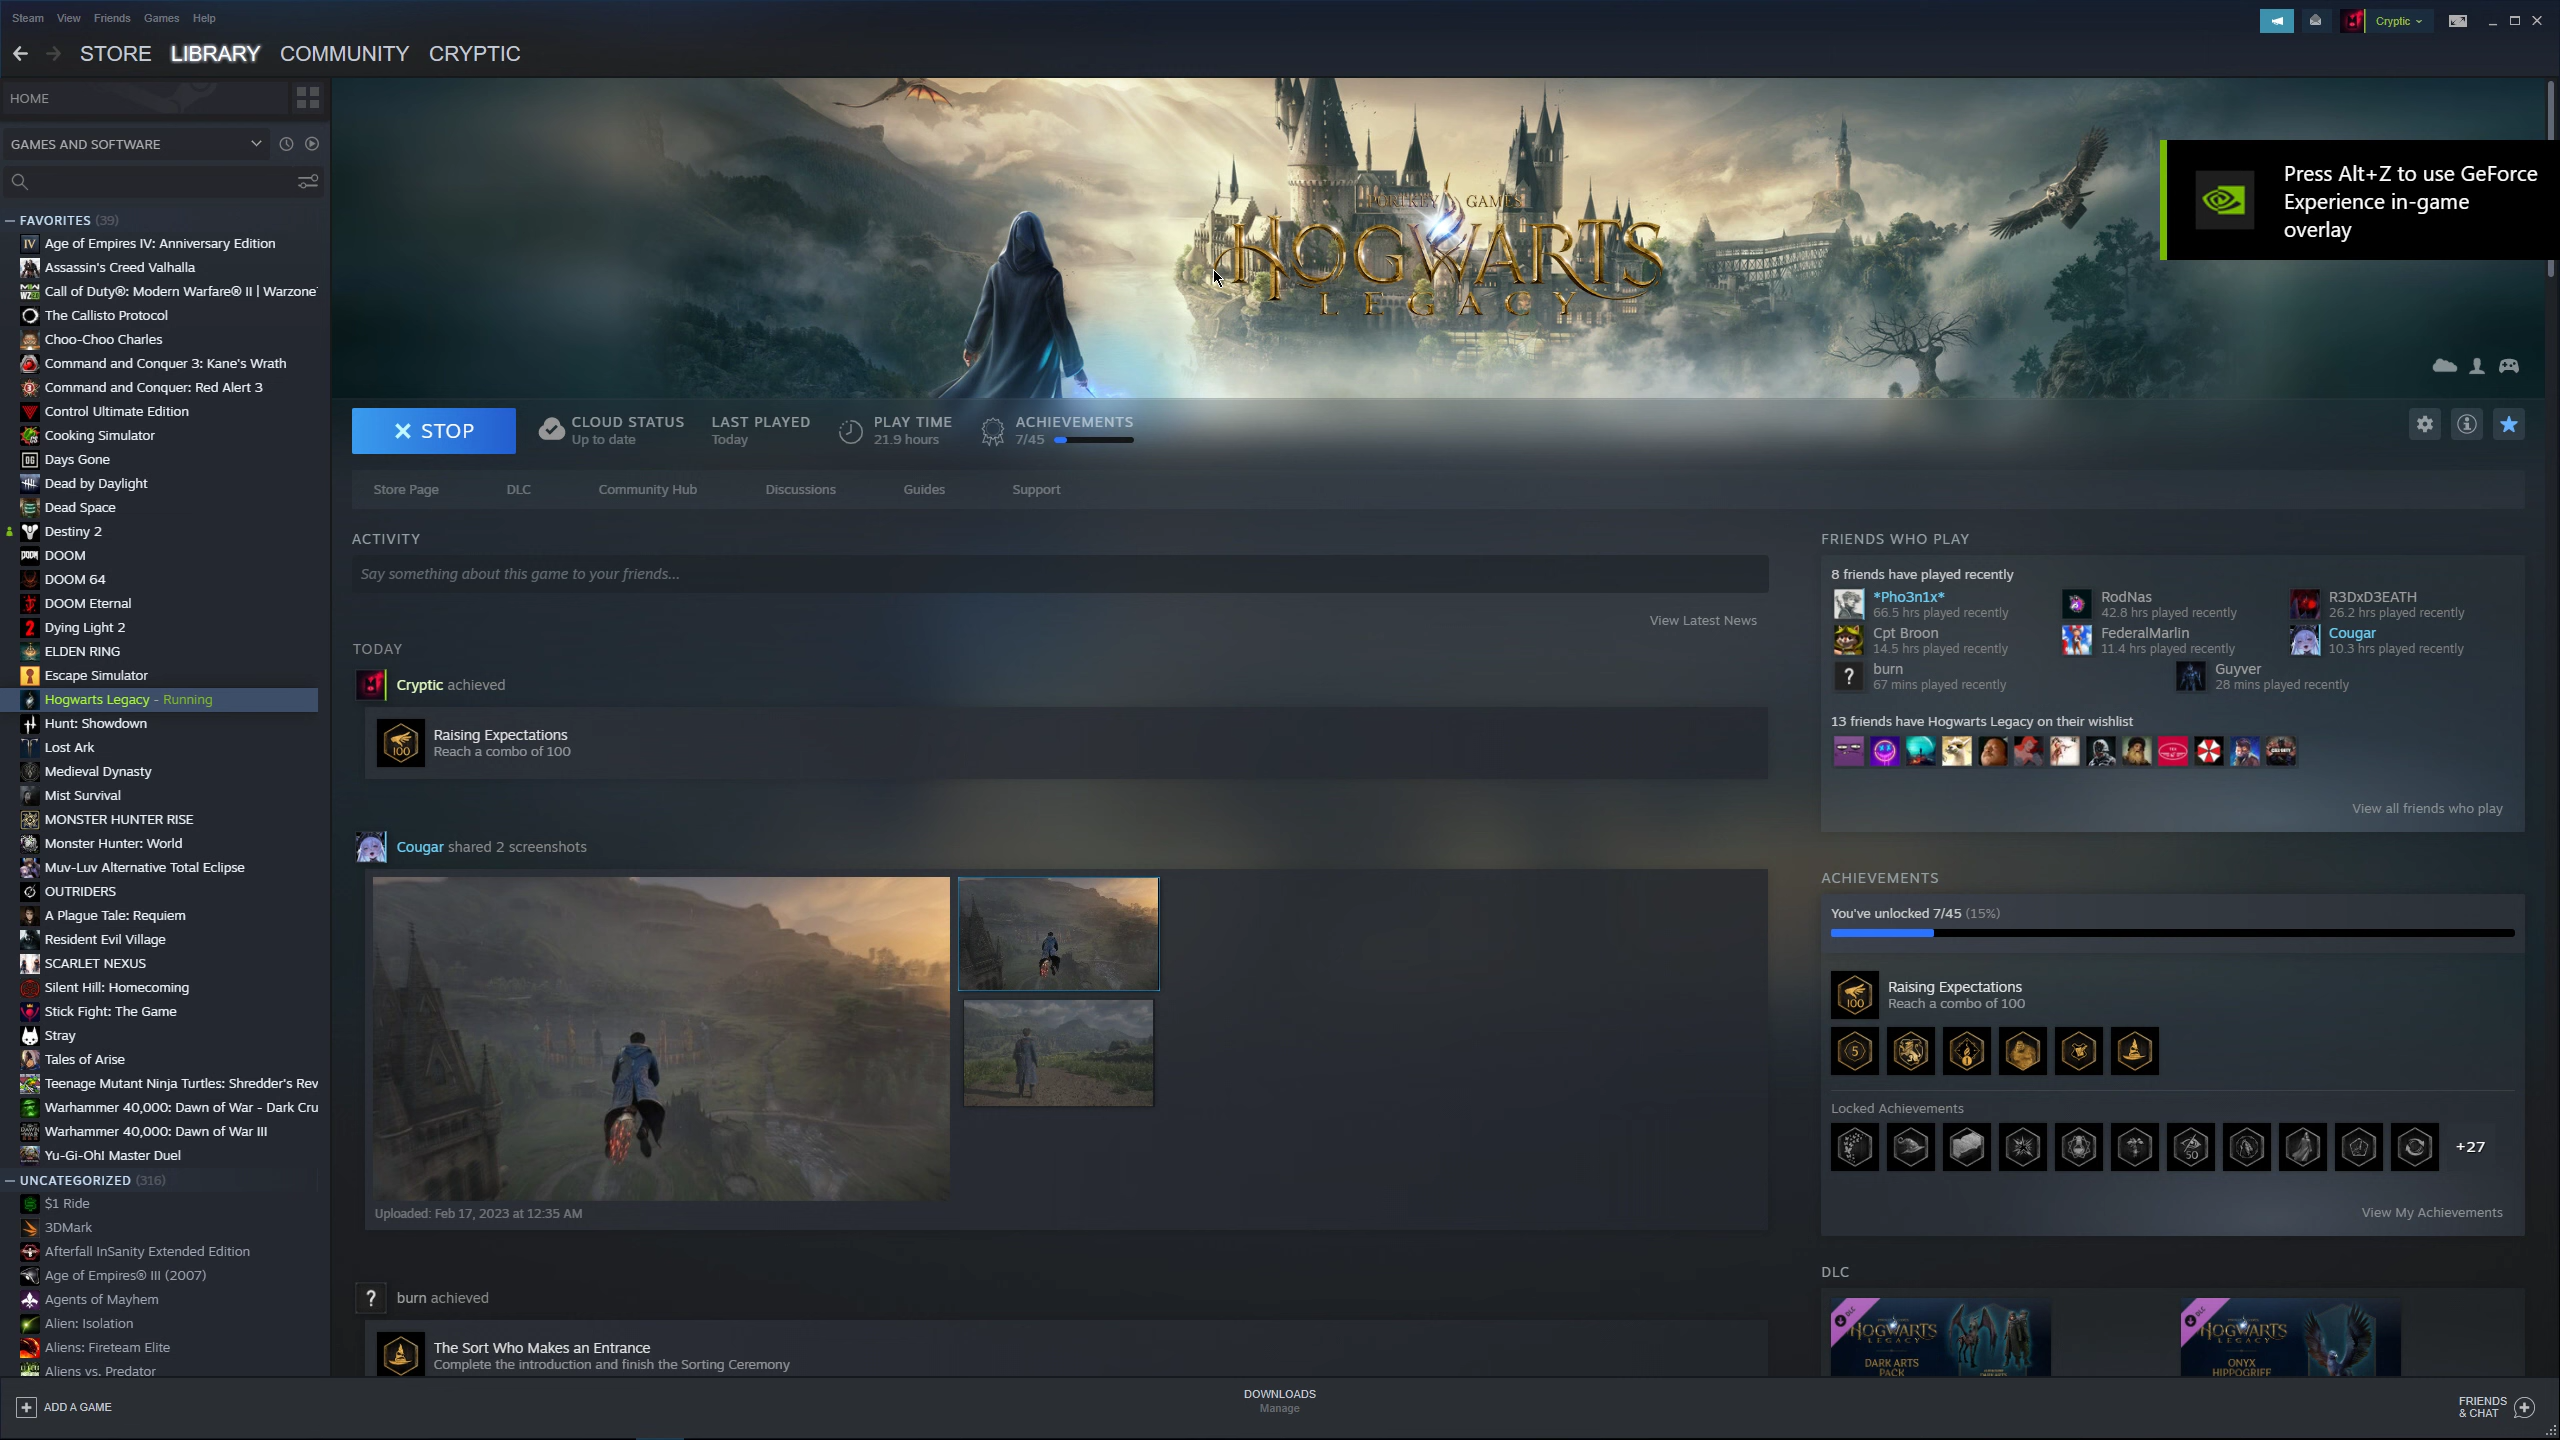 Steam View Friends Games Help
Cryptic
STORE LIBRARY COMMUNITY CRYPTIC
HOME
GAMES AND SOFTWARE
— FAVORITES (39)
Age of Empires IV: Anniversary Edition
Assassin's Creed Valhalla
Call of Duty®: Modern Warfare® II | Warzone
The Callisto Protocol
Choo-Choo Charles
Command and Conquer 3: Kane's Wrath
Command and Conquer: Red Alert 3
Control Ultimate Edition
Cooking Simulator
Days Gone
Dead by Daylight
Dead Space
Destiny 2
DOOM
DOOM 64
DOOM Eternal
Dying Light 2
ELDEN RING
Escape Simulator
Hogwarts Legacy - Running
Hunt: Showdown
Lost Ark
Medieval Dynasty
Mist Survival
MONSTER HUNTER RISE
Monster Hunter: World
Muv-Luv Alternative Total Eclipse
OUTRIDERS
A Plague Tale: Requiem
Resident Evil Village
SCARLET NEXUS
Silent Hill: Homecoming
Stick Fight: The Game
Stray
Tales of Arise
Teenage Mutant Ninja Turtles: Shredder's Rev
Warhammer 40,000: Dawn of War - Dark Cru
Warhammer 40,000: Dawn of War III
Yu-Gi-Oh! Master Duel
— UNCATEGORIZED (316)
$1 Ride
3DMark
Afterfall InSanity Extended Edition
Age of Empires® III (2007)
Agents of Mayhem
Alien: Isolation
Aliens: Fireteam Elite
Aliens vs. Predator
PORTKEY GAMES
HOGWARTS
LEGACY
Press Alt+Z to use GeForce
Experience in-game
overlay
STOP
CLOUD STATUS
Up to date
LAST PLAYED
Today
PLAY TIME
21.9 hours
ACHIEVEMENTS
7/45
Store Page DLC Community Hub Discussions Guides Support
ACTIVITY
Say something about this game to your friends...
View Latest News
TODAY
Cryptic achieved
100
Raising Expectations
Reach a combo of 100
Cougar shared 2 screenshots
Uploaded: Feb 17, 2023 at 12:35 AM
? burn achieved
The Sort Who Makes an Entrance
Complete the introduction and finish the Sorting Ceremony
FRIENDS WHO PLAY
8 friends have played recently
*Pho3n1x*
66.5 hrs played recently
RodNas
42.8 hrs played recently
R3DxD3EATH
26.2 hrs played recently
Cpt Broon
14.5 hrs played recently
FederalMarlin
11.4 hrs played recently
Cougar
10.3 hrs played recently
?
burn
67 mins played recently
Guyver
28 mins played recently
13 friends have Hogwarts Legacy on their wishlist
View all friends who play
ACHIEVEMENTS
You've unlocked 7/45 (15%)
100
Raising Expectations
Reach a combo of 100
5
Locked Achievements
50
+27
View My Achievements
DLC
HOGWARTS
LEGACY
DARK ARTS
PACK
HOGWARTS
LEGACY
ONYX
HIPPOGRIFF
ADD A GAME
DOWNLOADS
Manage
FRIENDS
& CHAT